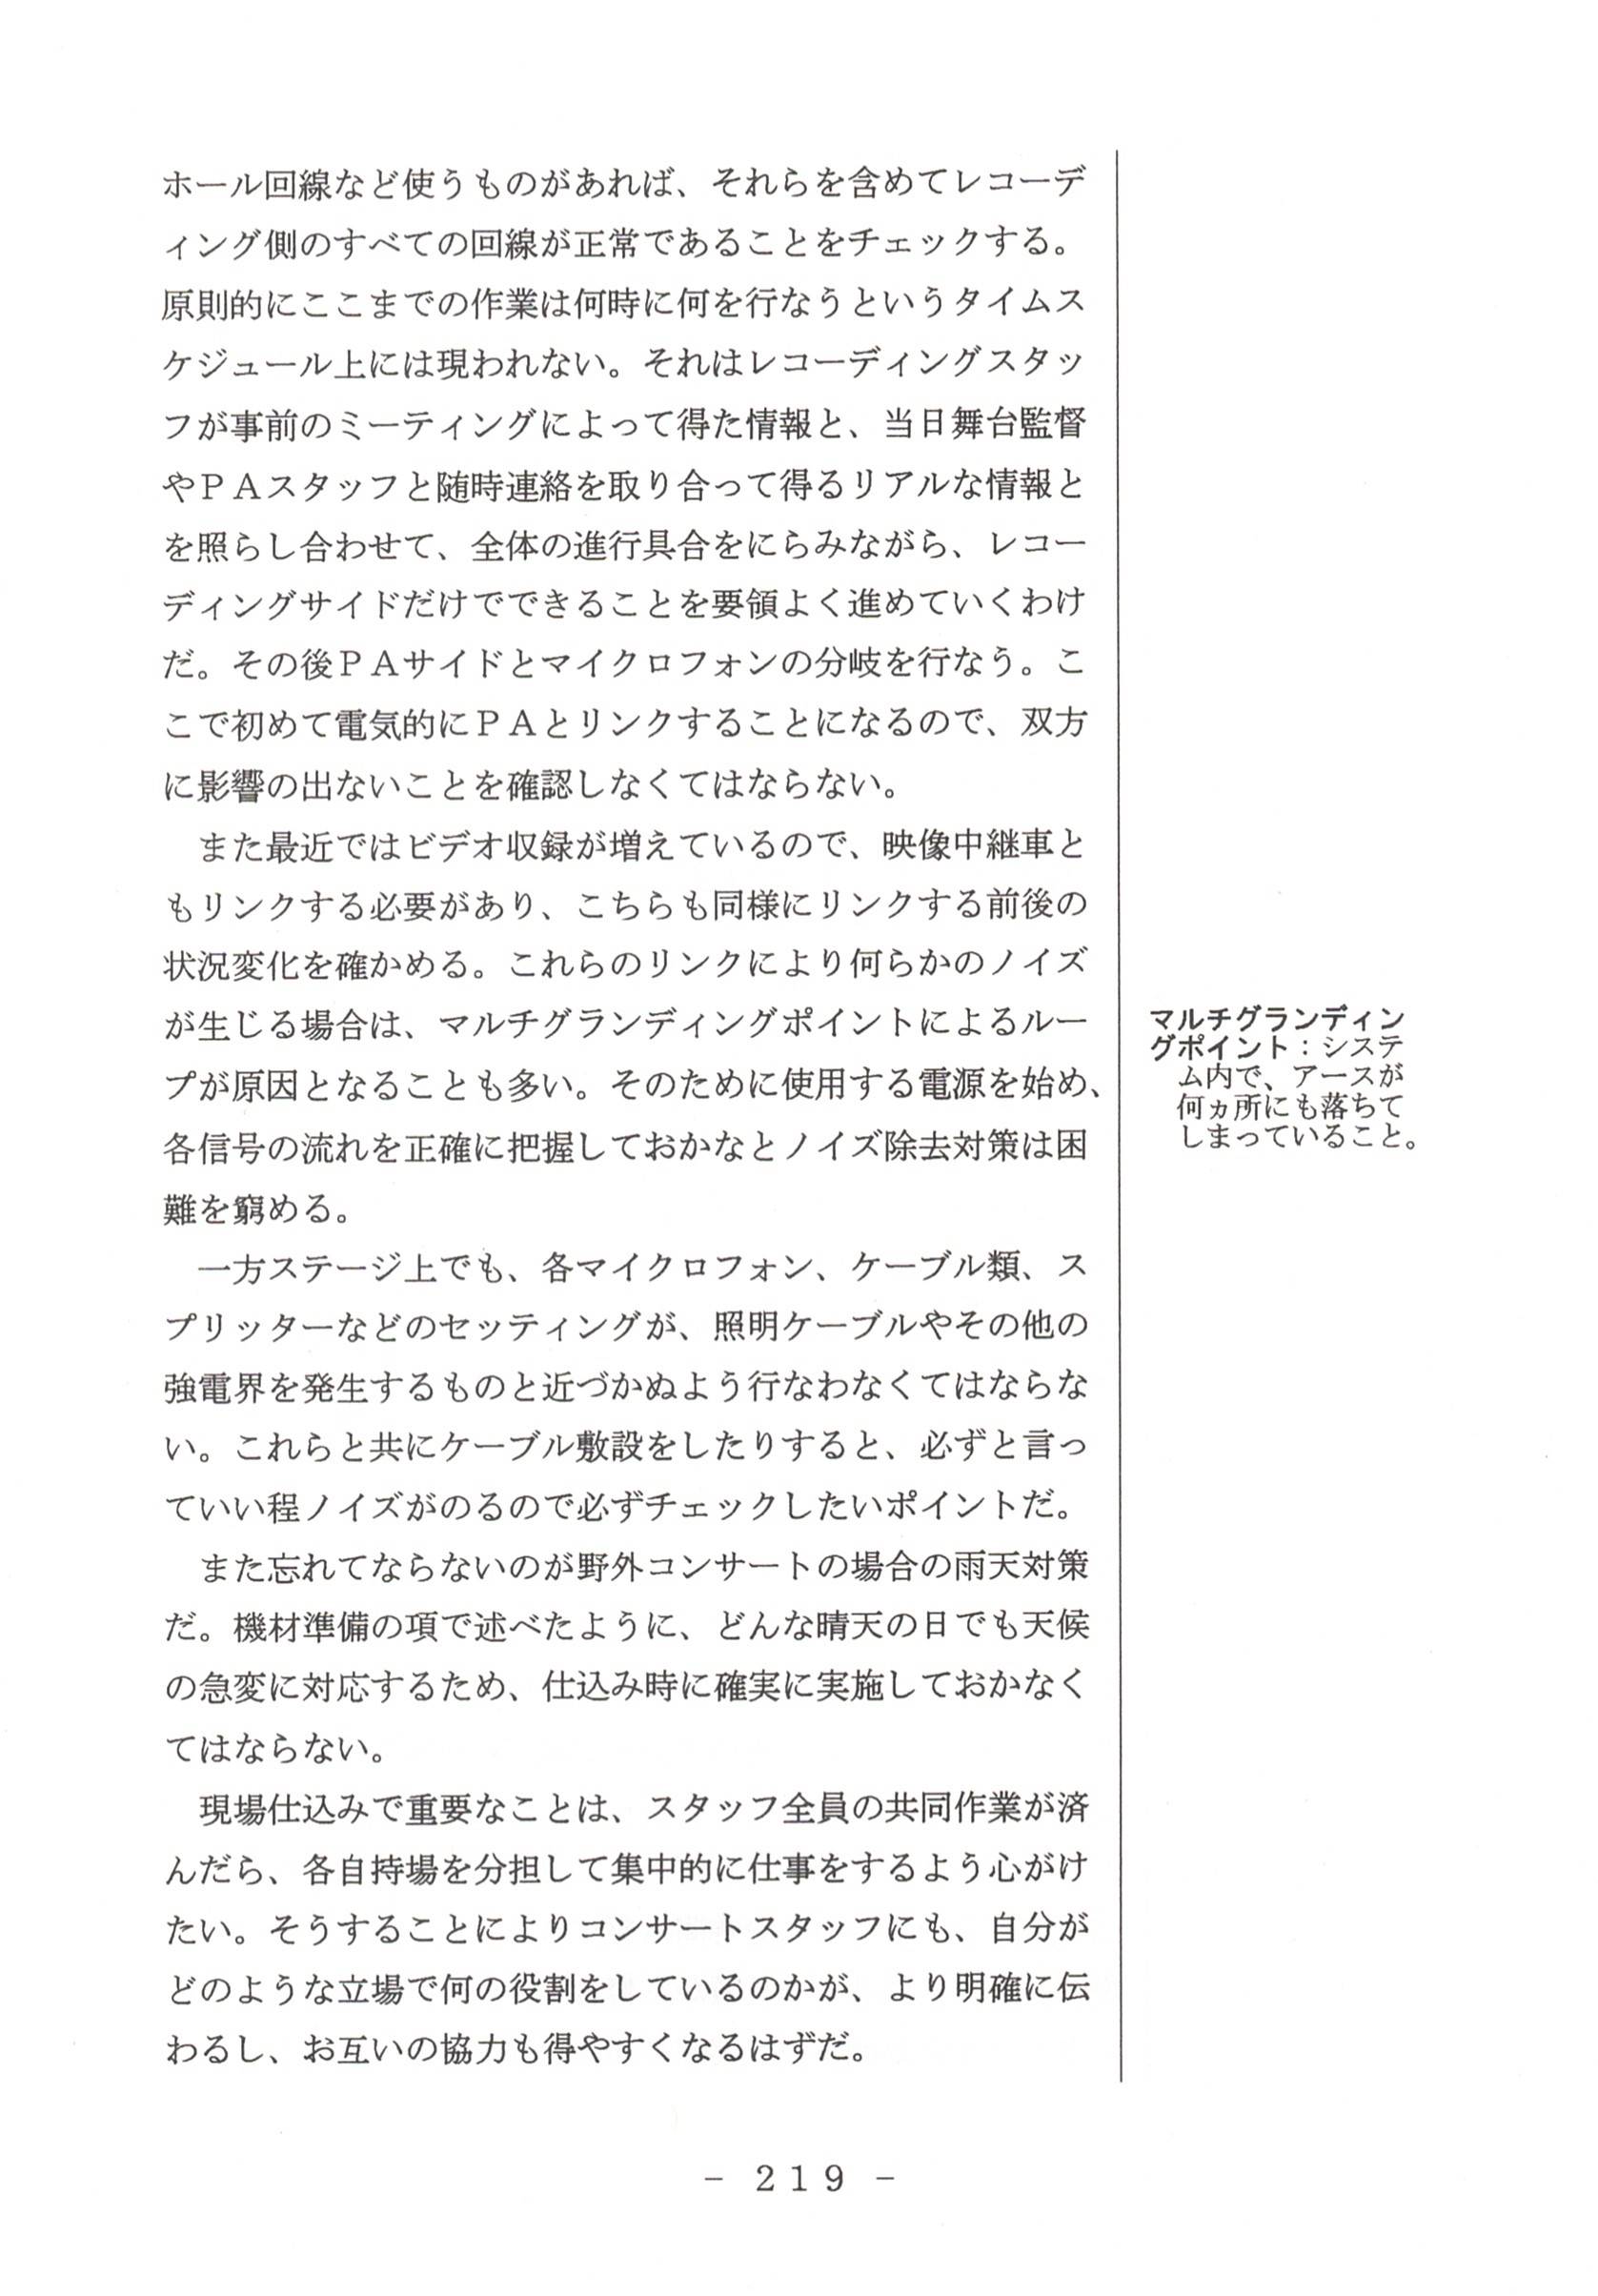 ホール回線など使うものがあれば、それらを含めてレコーデ
ィング側のすべての回線が正常であることをチェックする。
原則的にここまでの作業は何時に何を行なうというタイムス
ケジュール上には現われない。それはレコーディングスタッ
フが事前のミーティングによって得た情報と、当日舞台監督
やＰＡスタッフと随時連絡を取り合って得るリアルな情報と
を照らし合わせて、全体の進行具合をにらみながら、レコー
ディングサイドだけでできることを要領よく進めていくわけ
だ。その後ＰＡサイドとマイクロフォンの分岐を行なう。こ
こで初めて電気的にＰＡとリンクすることになるので、双方
に影響の出ないことを確認しなくてはならない。
　また最近ではビデオ収録が増えているので、映像中継車と
もリンクする必要があり、こちらも同様にリンクする前後の
状況変化を確かめる。これらのリンクにより何らかのノイズ
が生じる場合は、マルチグランディングポイントによるルー
プが原因となることも多い。そのために使用する電源を始め、
各信号の流れを正確に把握しておかなとノイズ除去対策は困
難を窮める。
　一方ステージ上でも、各マイクロフォン、ケーブル類、ス
プリッターなどのセッティングが、照明ケーブルやその他の
強電界を発生するものと近づかぬよう行なわなくてはならな
い。これらと共にケーブル敷設をしたりすると、必ずと言っ
ていい程ノイズがのるので必ずチェックしたいポイントだ。
　また忘れてならないのが野外コンサートの場合の雨天対策
だ。機材準備の項で述べたように、どんな晴天の日でも天候
の急変に対応するため、仕込み時に確実に実施しておかなく
てはならない。
　現場仕込みで重要なことは、スタッフ全員の共同作業が済
んだら、各自持場を分担して集中的に仕事をするよう心がけ
たい。そうすることによりコンサートスタッフにも、自分が
どのような立場で何の役割をしているのかが、より明確に伝
わるし、お互いの協力も得やすくなるはずだ。
マルチグランディン
グポイント：システ
ム内で、アースが
何ヵ所にも落ちて
しまっていること。
－ ２１９ －